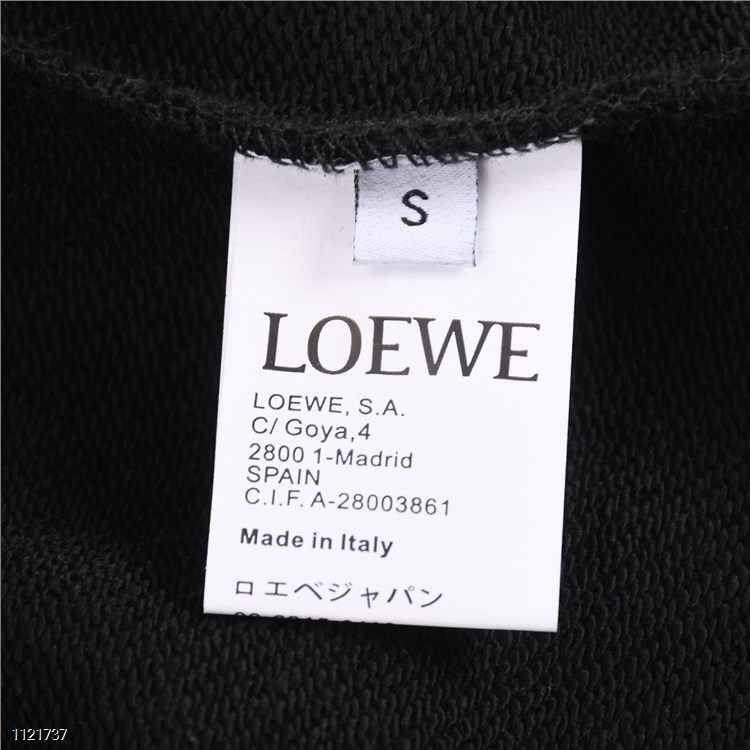 S
LOEWE
LOEWE, S.A.
C/ Goya,4
2800 1-Madrid
SPAIN
C.I.F. A-28003861
Made in Italy
ロエベジャパン
1121737